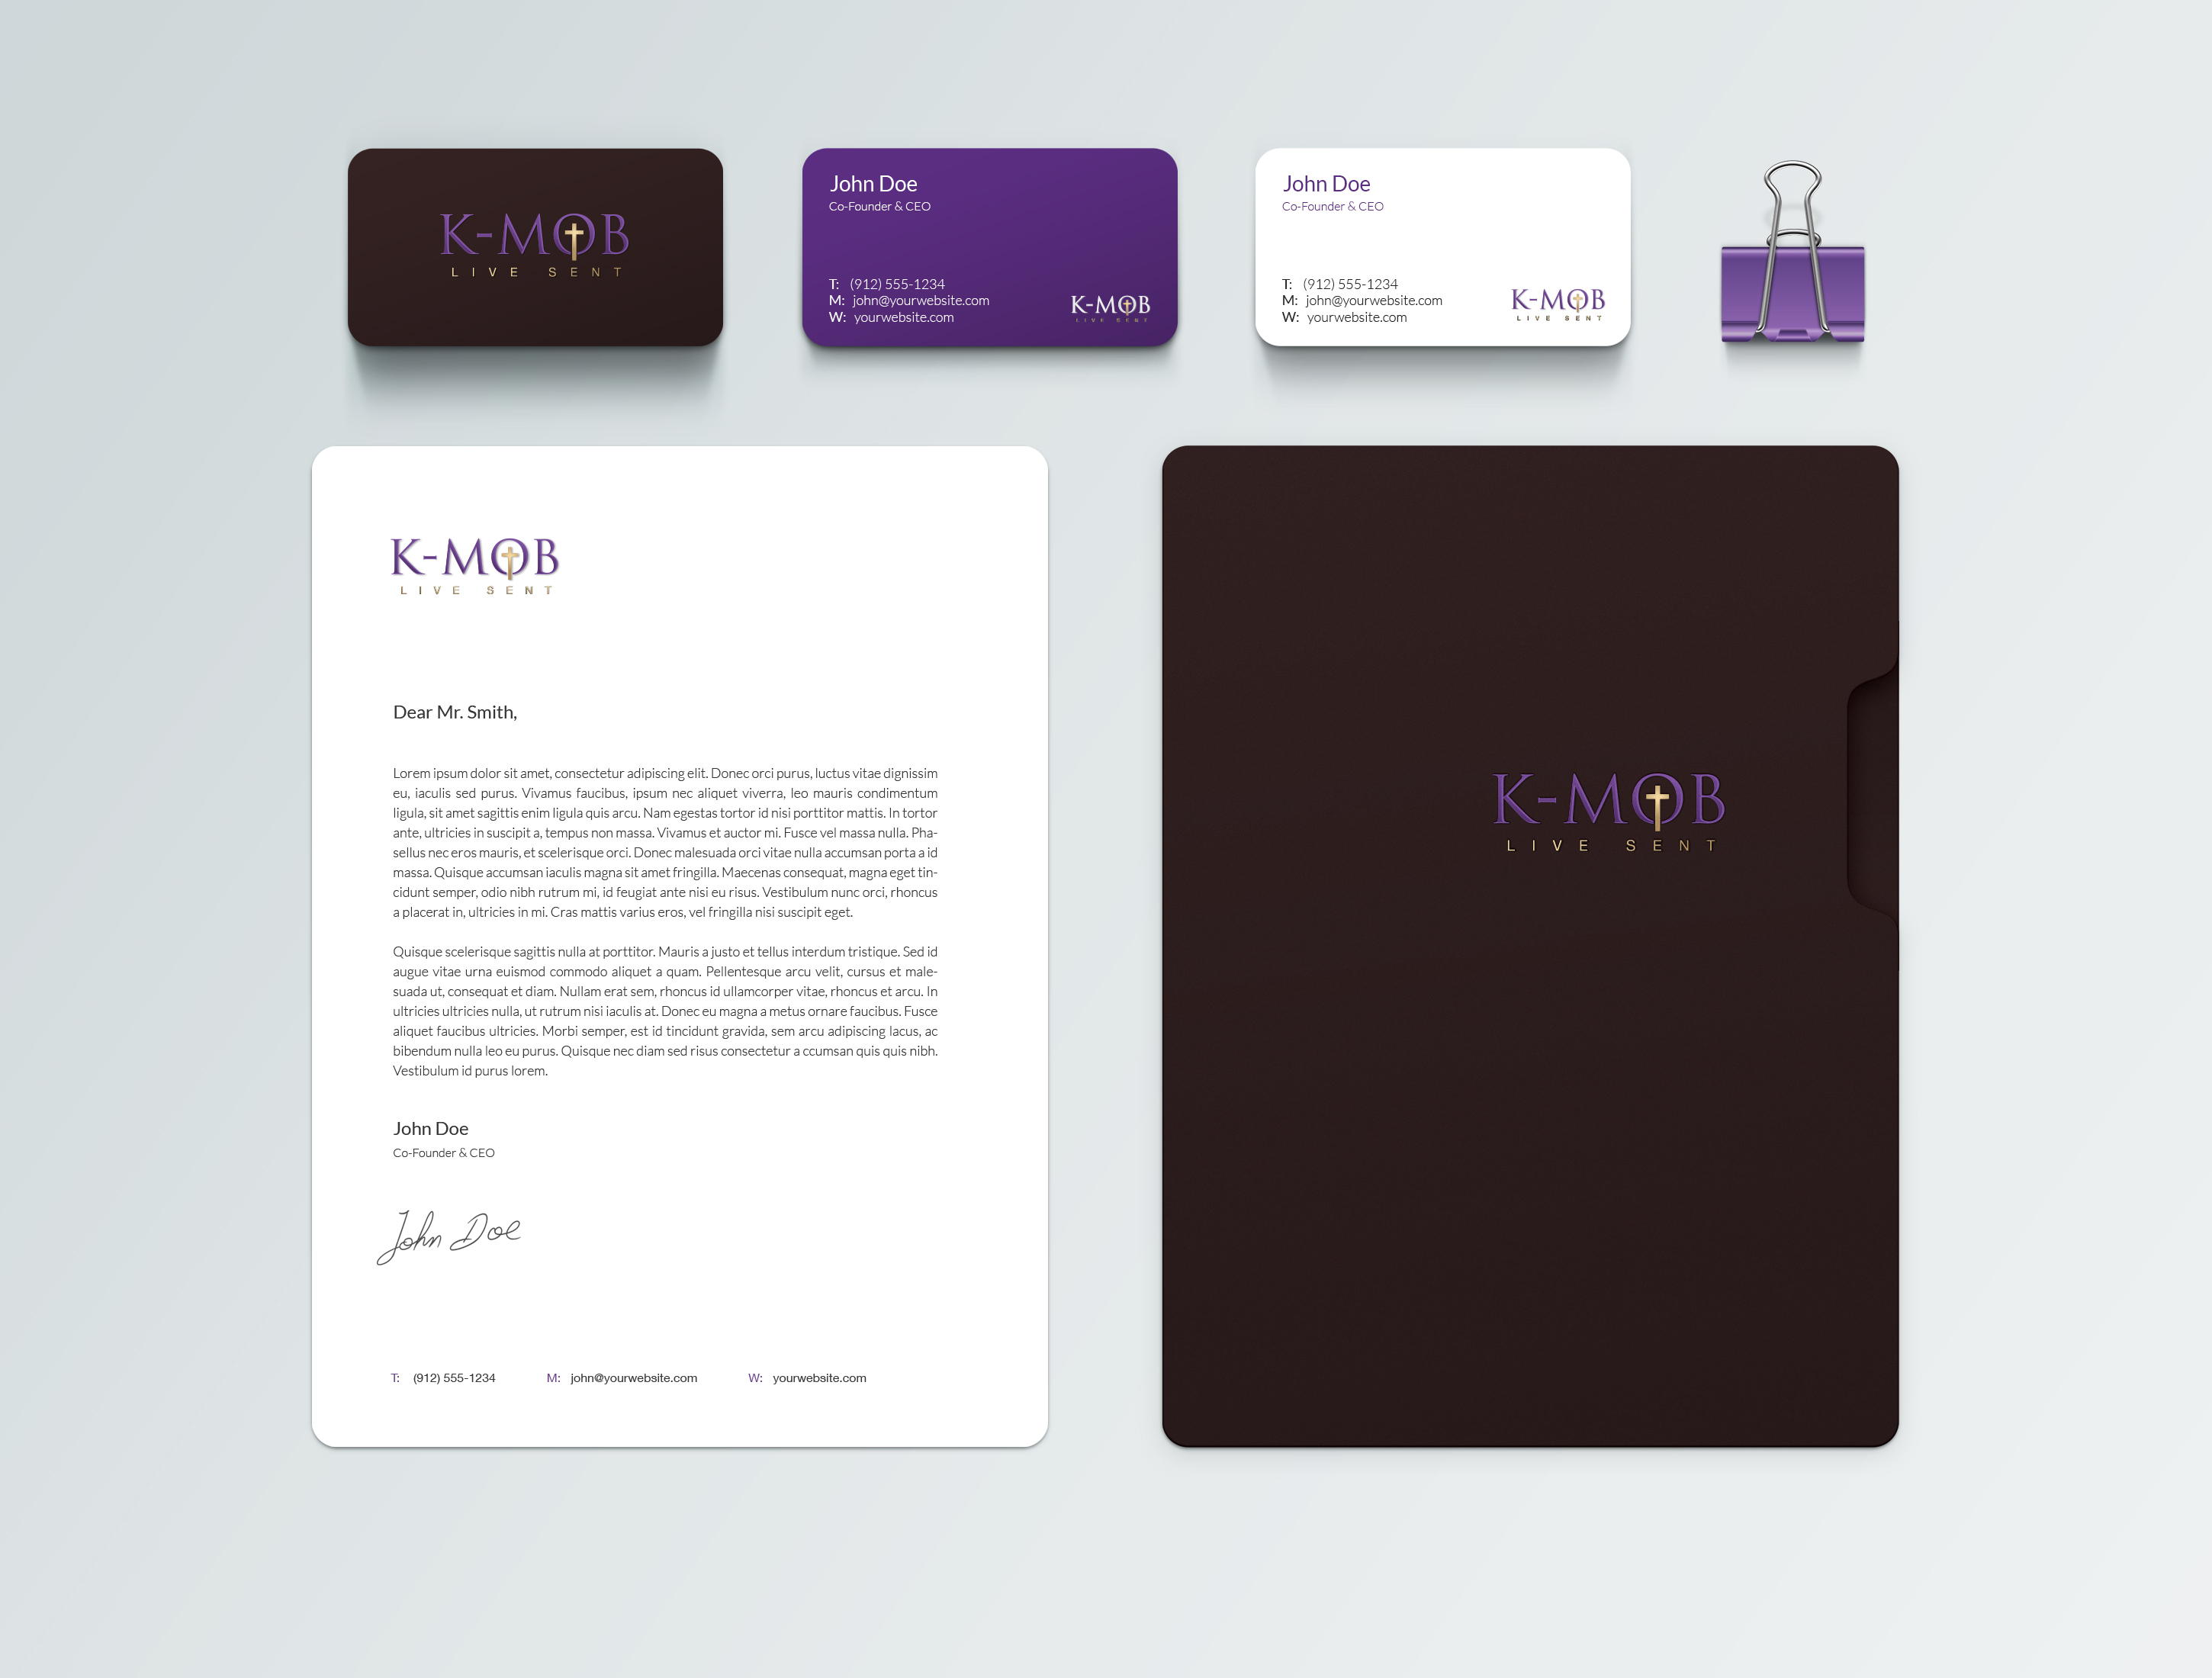 K-MOB
LIVE SENT
John Doe
Co-Founder & CEO
T: (912) 555-1234
M: john@yourwebsite.com
W: yourwebsite.com
K-MOB
LIVE SENT
John Doe
Co-Founder & CEO
T: (912) 555-1234
M: john@yourwebsite.com
W: yourwebsite.com
K-MOB
LIVE SENT
K-MOB
LIVE SENT
Dear Mr. Smith,
Lorem ipsum dolor sit amet, consectetur adipiscing elit. Donec orci purus, luctus vitae dignissim
eu, iaculis sed purus. Vivamus faucibus, ipsum nec aliquet viverra, leo mauris condimentum
ligula, sit amet sagittis enim ligula quis arcu. Nam egestas tortor id nisi porttitor mattis. In tortor
ante, ultricies in suscipit a, tempus non massa. Vivamus et auctor mi. Fusce vel massa nulla. Pha-
sellus nec eros mauris, et scelerisque orci. Donec malesuada orci vitae nulla accumsan porta a id
massa. Quisque accumsan iaculis magna sit amet fringilla. Maecenas consequat, magna eget tin-
cidunt semper, odio nibh rutrum mi, id feugiat ante nisi eu risus. Vestibulum nunc orci, rhoncus
a placerat in, ultricies in mi. Cras mattis varius eros, vel fringilla nisi suscipit eget.
Quisque scelerisque sagittis nulla at porttitor. Mauris a justo et tellus interdum tristique. Sed id
augue vitae urna euismod commodo aliquet a quam. Pellentesque arcu velit, cursus et male-
suada ut, consequat et diam. Nullam erat sem, rhoncus id ullamcorper vitae, rhoncus et arcu. In
ultricies ultricies nulla, ut rutrum nisi iaculis at. Donec eu magna a metus ornare faucibus. Fusce
aliquet faucibus ultricies. Morbi semper, est id tincidunt gravida, sem arcu adipiscing lacus, ac
bibendum nulla leo eu purus. Quisque nec diam sed risus consectetur a ccumsan quis quis nibh.
Vestibulum id purus lorem.
John Doe
Co-Founder & CEO
John Doe
T: (912) 555-1234 M: john@yourwebsite.com W: yourwebsite.com
K-MOB
LIVE SENT